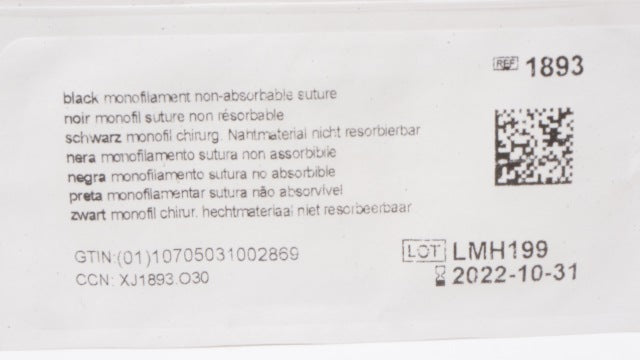 REF 1893
black monofilament non-absorbable suture
noir monofil suture non résorbable
schwarz monofil chirurg. Nahtmaterial nicht resorbierbar
nera monofilamento sutura non assorbibile
negra monofilamento sutura no absorbible
preta monofilamentar sutura não absorvível
zwart monofil chirur. hechtmateriaal niet resorbeerbaar
GTIN:(01)10705031002869
CCN: XJ1893.O30
LOT LMH199
2022-10-31